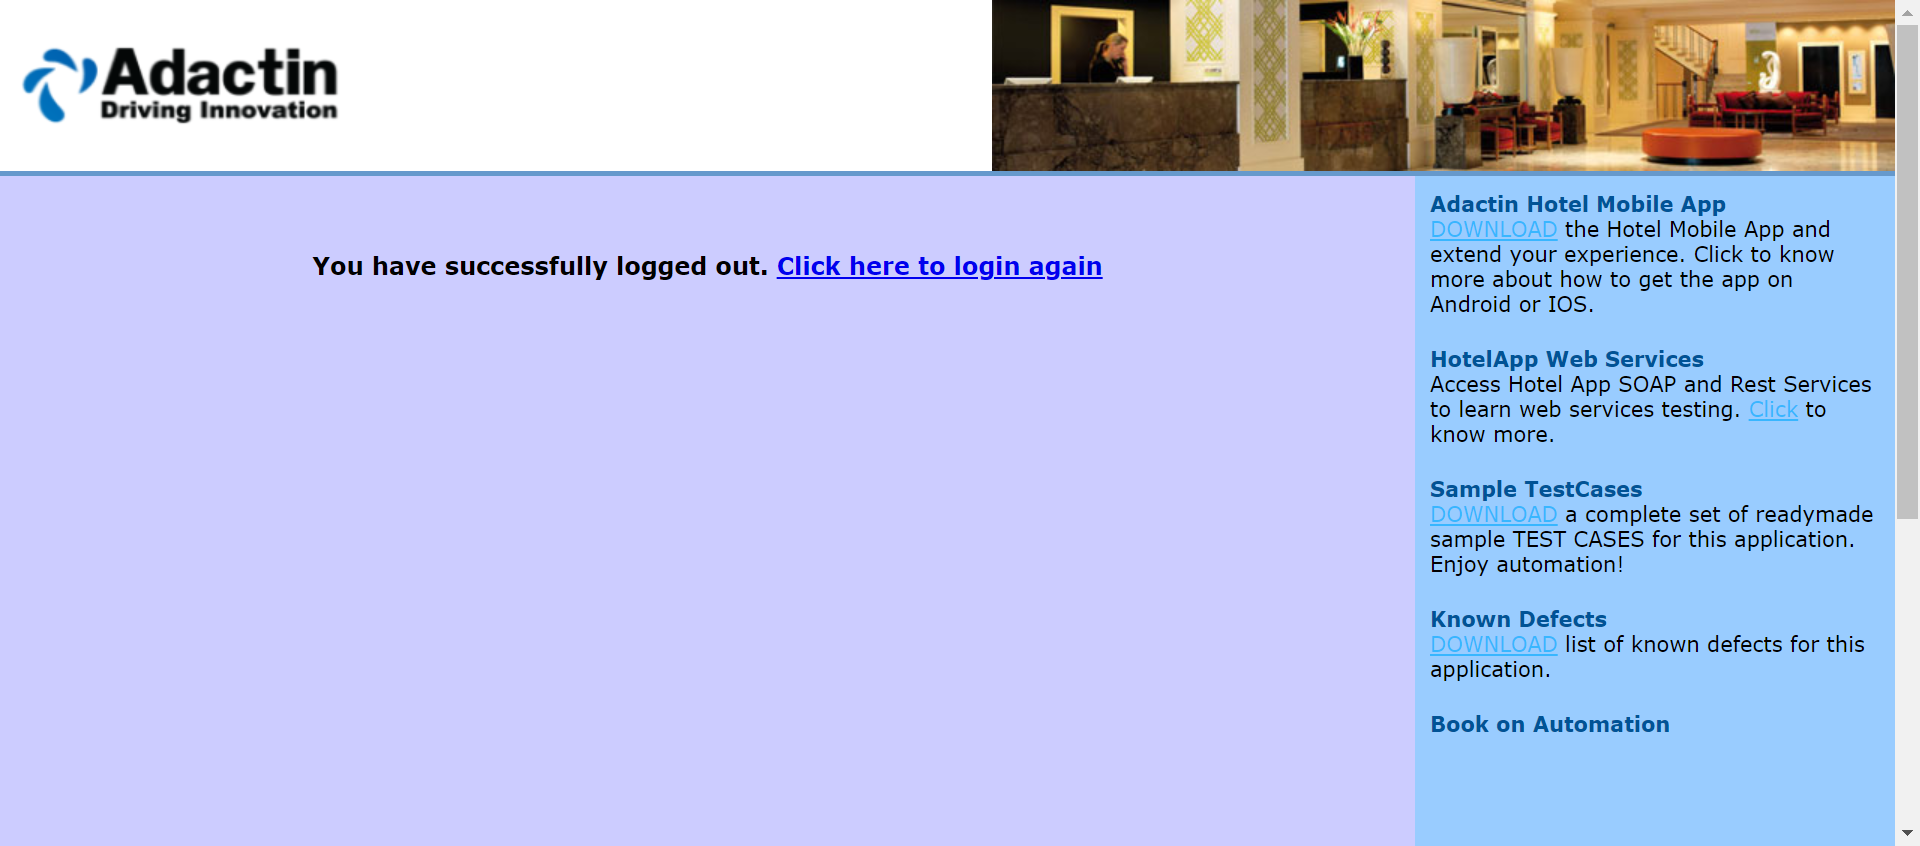 Adactin
Driving Innovation
You have successfully logged out. Click here to login again
Adactin Hotel Mobile App
DOWNLOAD the Hotel Mobile App and
extend your experience. Click to know
more about how to get the app on
Android or IOS.
HotelApp Web Services
Access Hotel App SOAP and Rest Services
to learn web services testing. Click to
know more.
Sample TestCases
DOWNLOAD a complete set of readymade
sample TEST CASES for this application.
Enjoy automation!
Known Defects
DOWNLOAD list of known defects for this
application.
Book on Automation